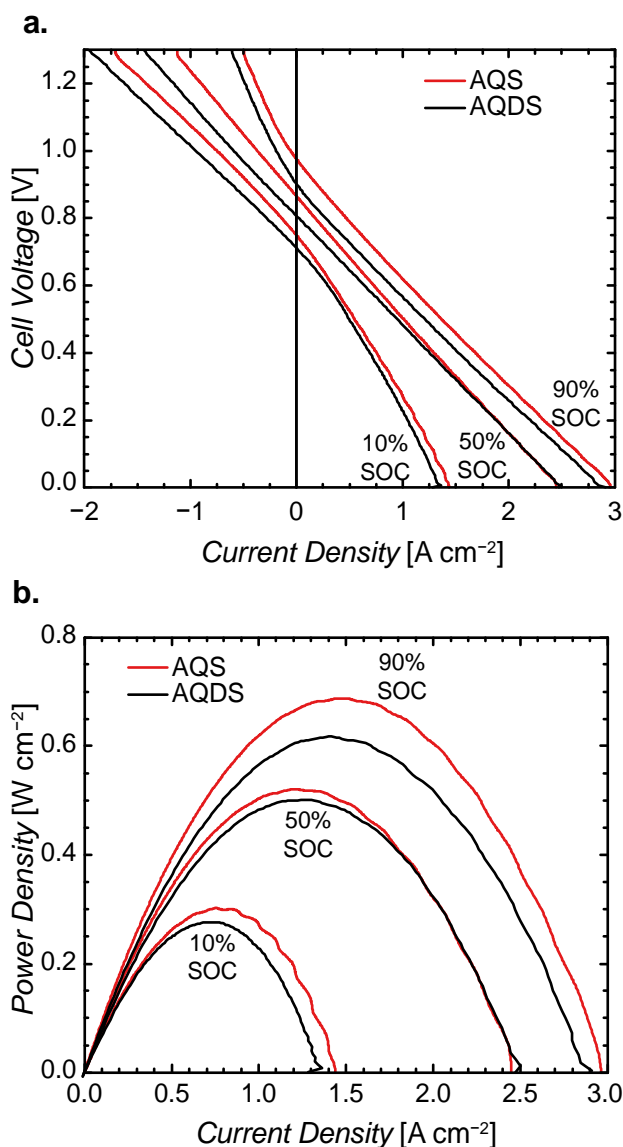 a.
AQS
AQDS
1.2
1.0
0.8
0.6
0.4
0.2
0.0
Cell Voltage [V]
90%
SOC
10%
SOC
50%
SOC
−2
−1
0
1
2
3
Current Density [A cm⁻²]
b.
AQS
AQDS
90%
SOC
50%
SOC
10%
SOC
0.8
0.6
0.4
0.2
0.0
Power Density [W cm⁻²]
0.0
0.5
1.0
1.5
2.0
2.5
3.0
Current Density [A cm⁻²]